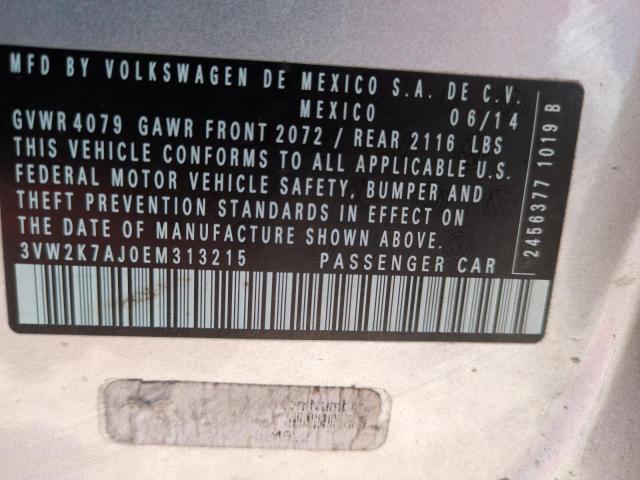 MFD BY VOLKSWAGEN DE MEXICO S.A. DE C.V.
MEXICO 06/14
GVWR 4079 GAWR FRONT 2072 / REAR 2116 LBS
THIS VEHICLE CONFORMS TO ALL APPLICABLE U.S.
FEDERAL MOTOR VEHICLE SAFETY, BUMPER AND
THEFT PREVENTION STANDARDS IN EFFECT ON
THE DATE OF MANUFACTURE SHOWN ABOVE.
3VW2K7AJ0EM313215 PASSENGER CAR
2456377 1019 B